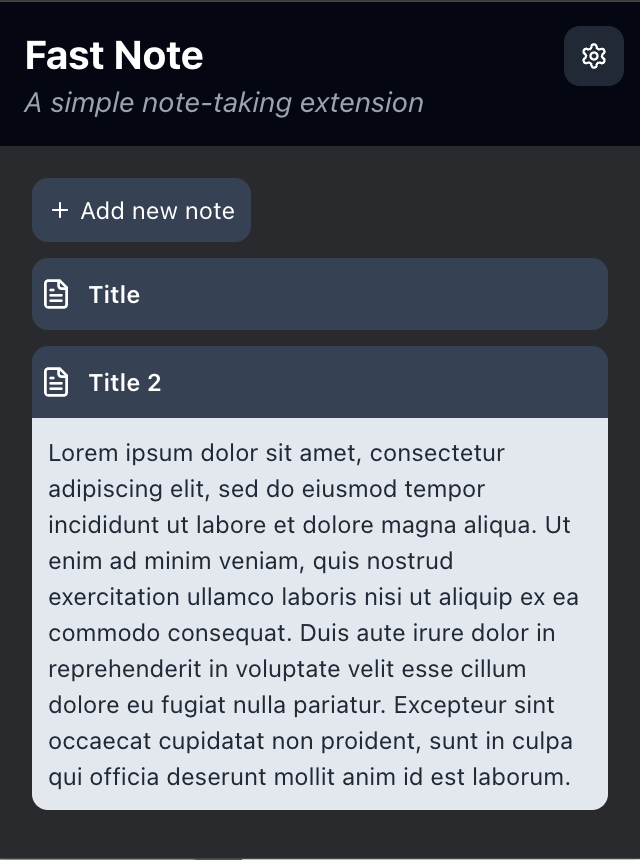 Fast Note
A simple note-taking extension
+ Add new note
Title
Title 2
Lorem ipsum dolor sit amet, consectetur
adipiscing elit, sed do eiusmod tempor
incididunt ut labore et dolore magna aliqua. Ut
enim ad minim veniam, quis nostrud
exercitation ullamco laboris nisi ut aliquip ex ea
commodo consequat. Duis aute irure dolor in
reprehenderit in voluptate velit esse cillum
dolore eu fugiat nulla pariatur. Excepteur sint
occaecat cupidatat non proident, sunt in culpa
qui officia deserunt mollit anim id est laborum.